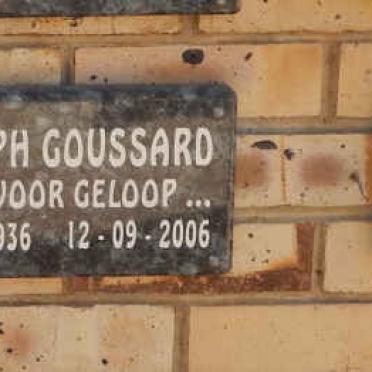 PH GOUSSARD
VOOR GELOOP ...
936 12 - 09 - 2006